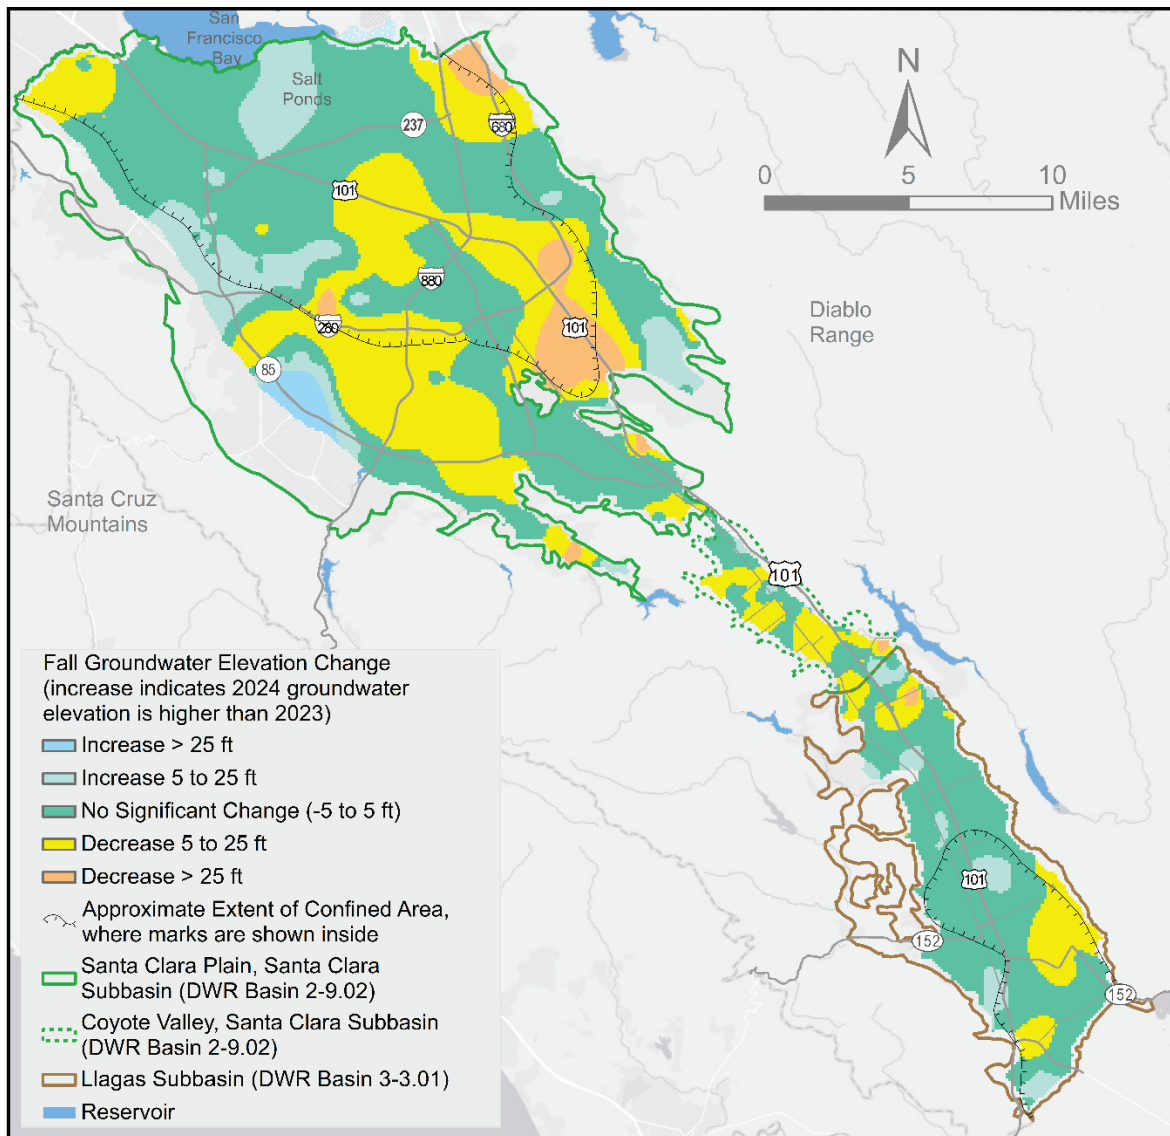 San
Francisco
Bay
Salt
Ponds
237
680
N
0 5 10
Miles
101
880
Diablo
Range
280
101
85
Santa Cruz
Mountains
101
Fall Groundwater Elevation Change
(increase indicates 2024 groundwater
elevation is higher than 2023)
Increase > 25 ft
Increase 5 to 25 ft
No Significant Change (-5 to 5 ft)
Decrease 5 to 25 ft
Decrease > 25 ft
Approximate Extent of Confined Area,
where marks are shown inside
Santa Clara Plain, Santa Clara
Subbasin (DWR Basin 2-9.02)
Coyote Valley, Santa Clara Subbasin
(DWR Basin 2-9.02)
Llagas Subbasin (DWR Basin 3-3.01)
Reservoir
101
152
152